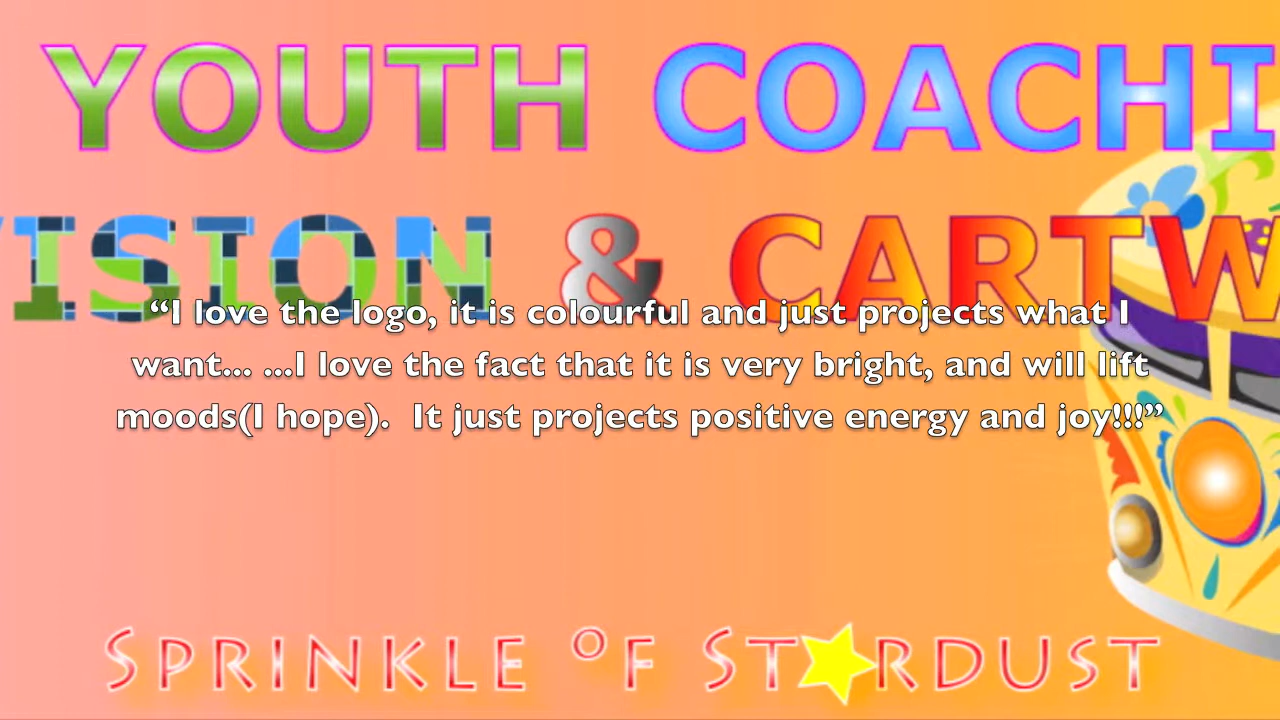 YOUTH COACHI
VISION & CARTW
“I love the logo, it is colourful and just projects what I
want... ...I love the fact that it is very bright, and will lift
moods(I hope).  It just projects positive energy and joy!!!”
SPRINKLE OF STARDUST